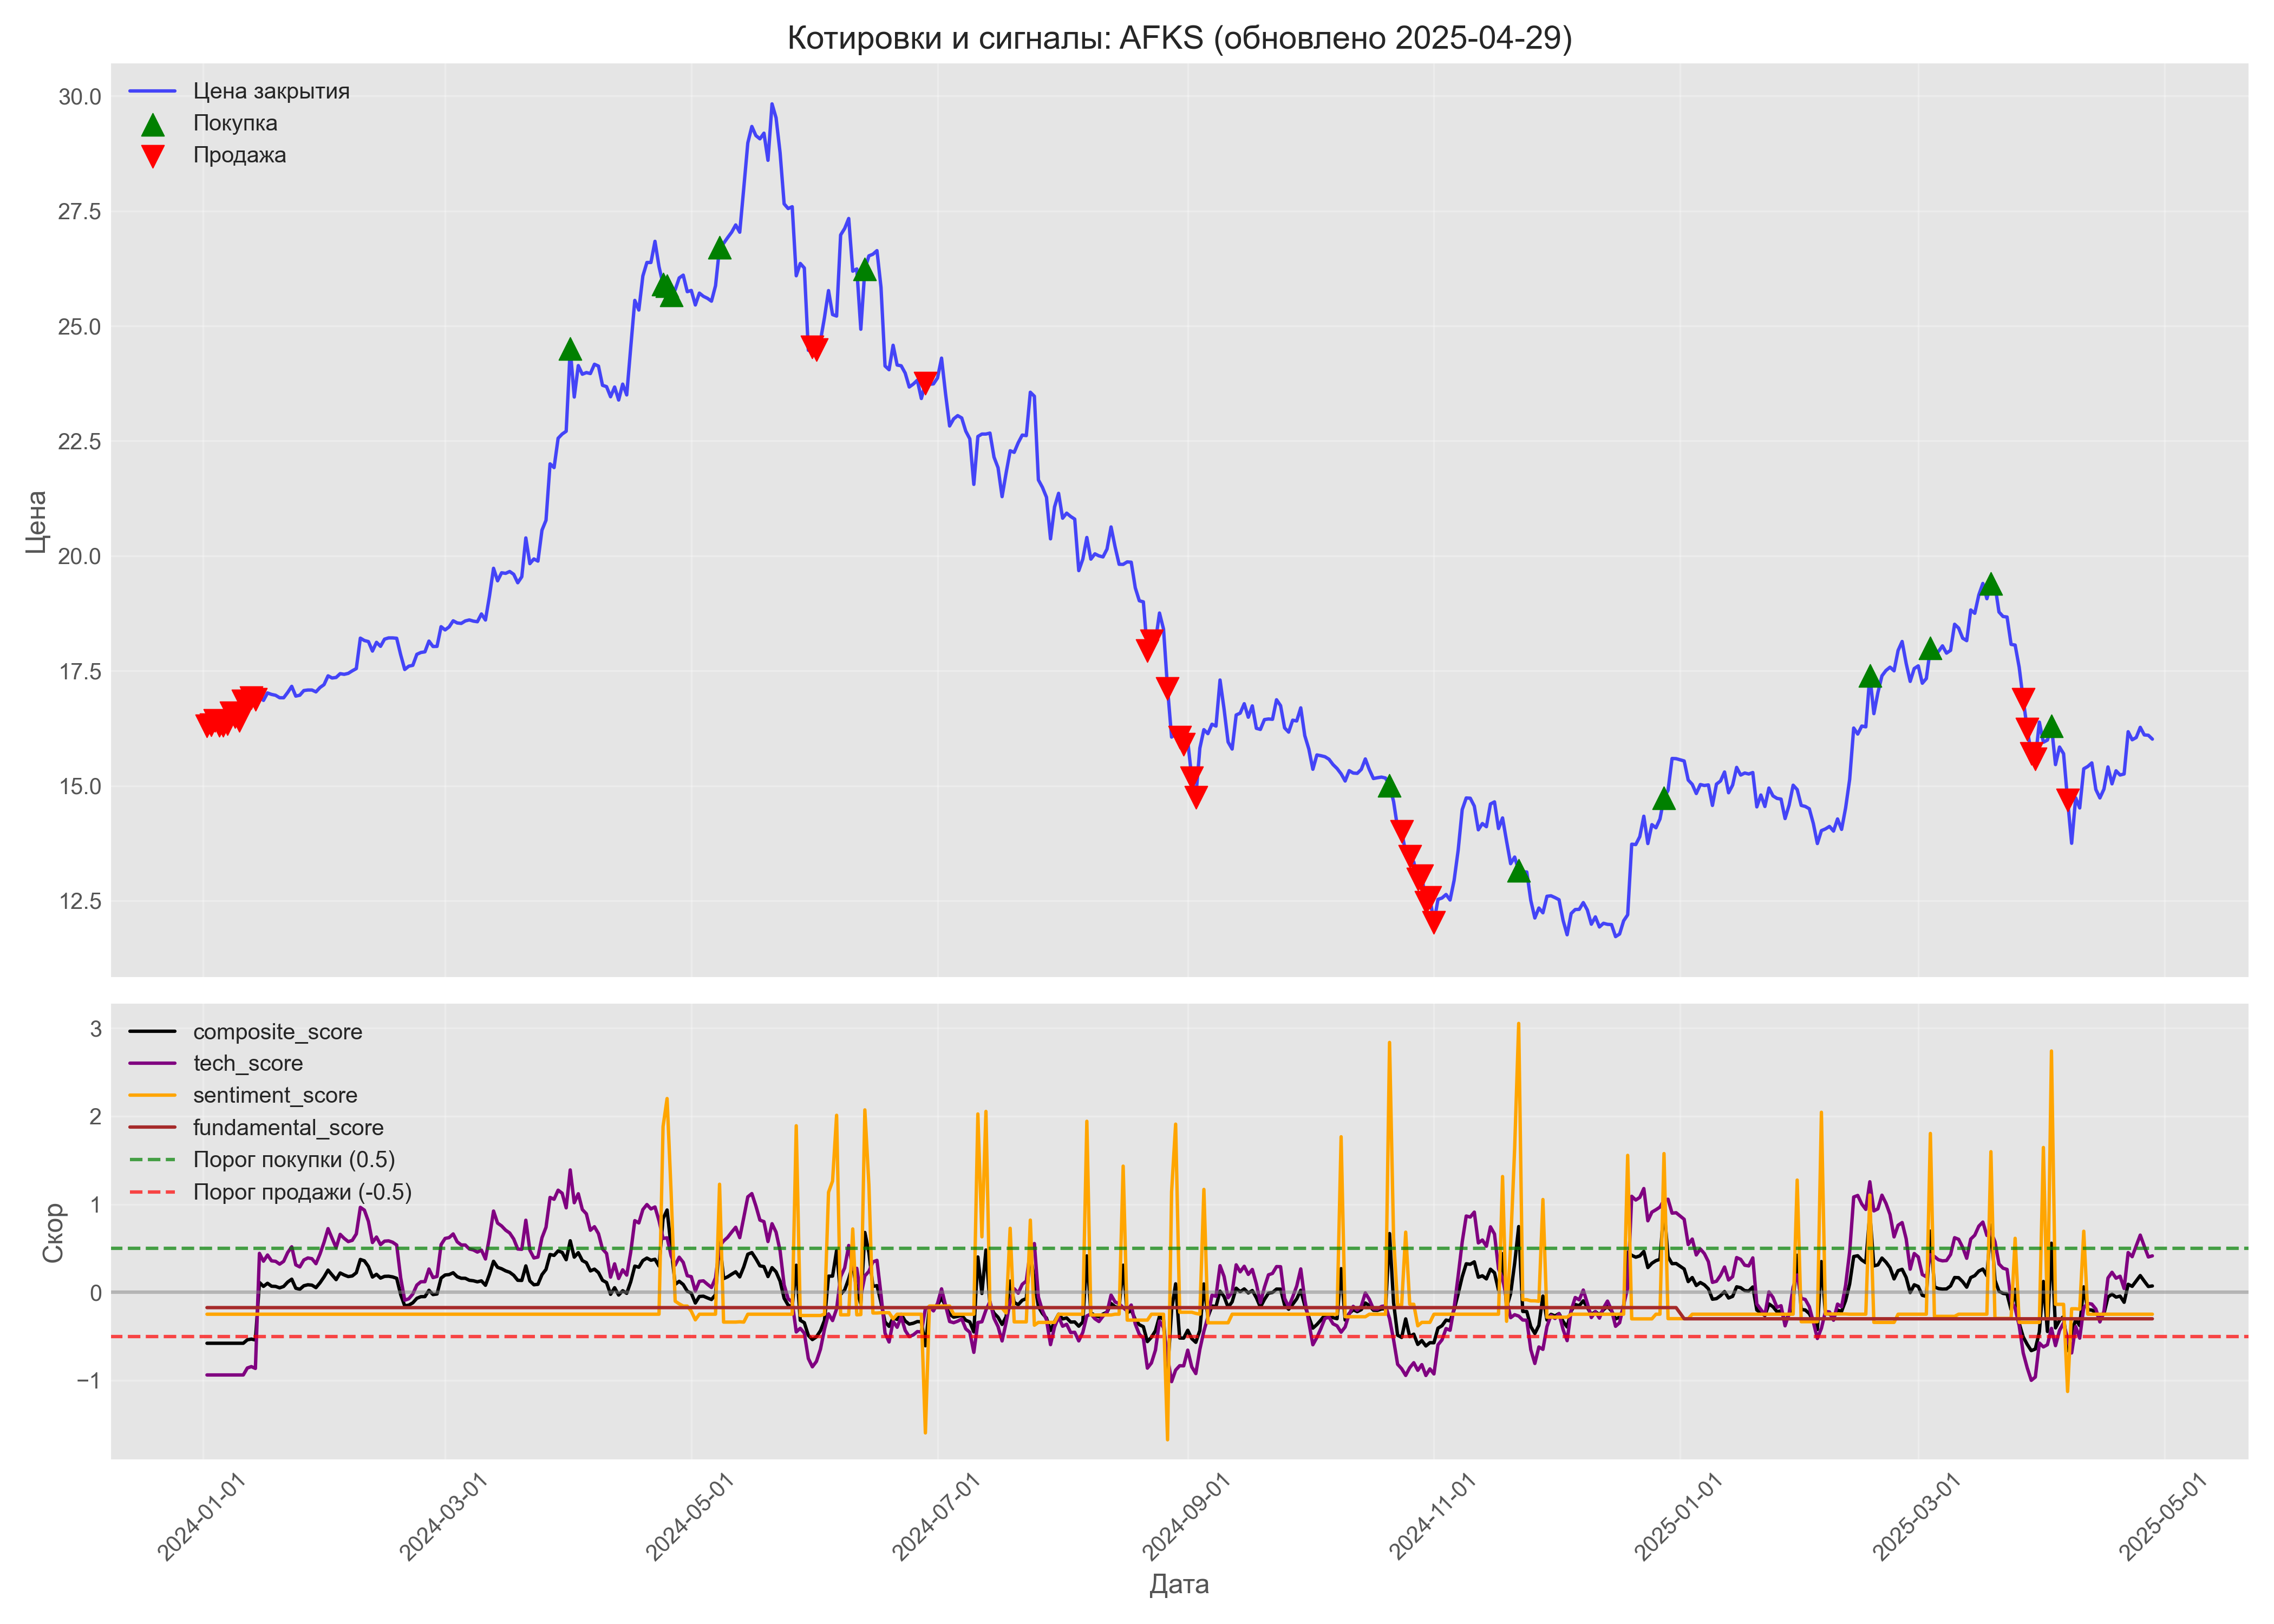 Котировки и сигналы: AFKS (обновлено 2025-04-29)
Цена закрытия
Покупка
Продажа
Цена
30.0
27.5
25.0
22.5
20.0
17.5
15.0
12.5
composite_score
tech_score
sentiment_score
fundamental_score
Порог покупки (0.5)
Порог продажи (-0.5)
Скор
3
2
1
0
−1
2024-01-01
2024-03-01
2024-05-01
2024-07-01
2024-09-01
2024-11-01
2025-01-01
2025-03-01
2025-05-01
Дата